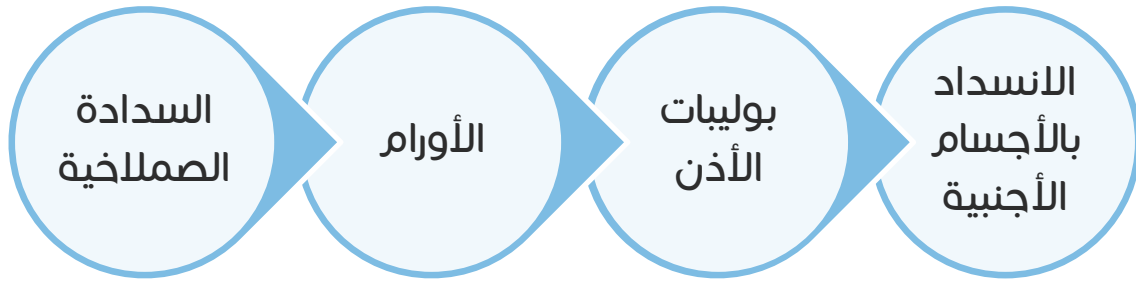 الانسداد
بالأجسام
الأجنبية
بوليبات
الأذن
الأورام
السدادة
الصملاخية